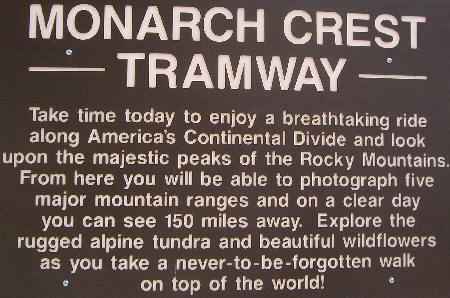 MONARCH CREST
TRAMWAY
Take time today to enjoy a breathtaking ride
along America's Continental Divide and look
upon the majestic peaks of the Rocky Mountains.
From here you will be able to photograph five
major mountain ranges and on a clear day
you can see 150 miles away. Explore the
rugged alpine tundra and beautiful wildflowers
as you take a never-to-be-forgotten walk
on top of the world!